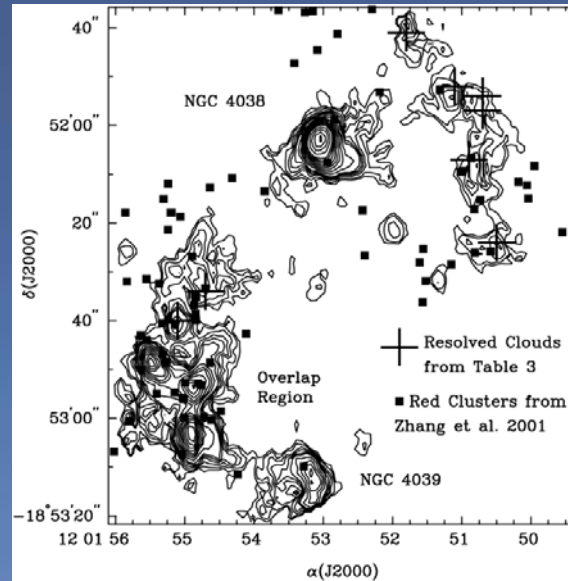 40″
NGC 4038
52′00″
20″
δ(J2000)
40″
Resolved Clouds
from Table 3
Overlap
Region
Red Clusters from
Zhang et al. 2001
53′00″
NGC 4039
−18°53′20″
12 01 56 55 54 53 52 51 50
α(J2000)